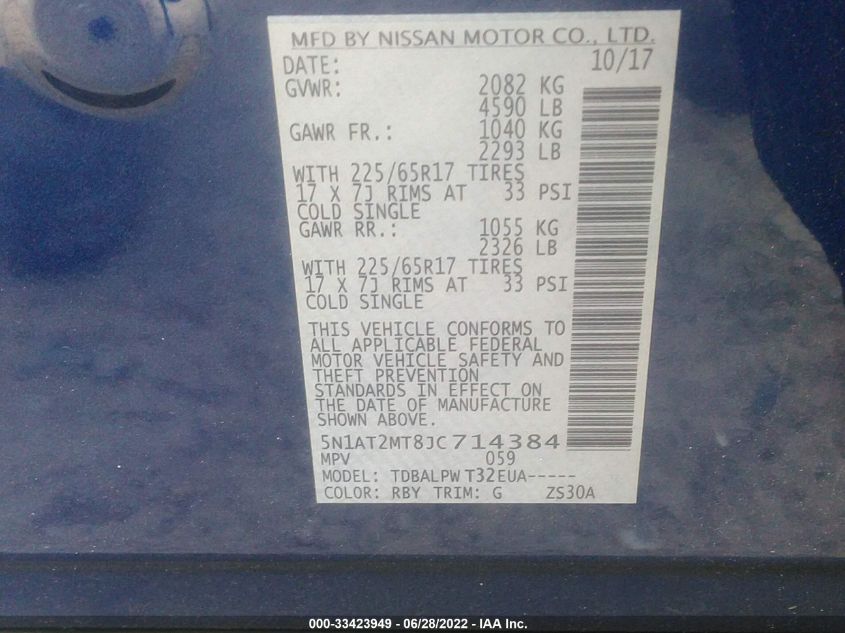 MFD BY NISSAN MOTOR CO., LTD.
DATE: 10/17
GVWR: 2082 KG
4590 LB
GAWR FR.: 1040 KG
2293 LB
WITH 225/65R17 TIRES
17 X 7J RIMS AT 33 PSI
COLD SINGLE
GAWR RR.: 1055 KG
2326 LB
WITH 225/65R17 TIRES
17 X 7J RIMS AT 33 PSI
COLD SINGLE
THIS VEHICLE CONFORMS TO
ALL APPLICABLE FEDERAL
MOTOR VEHICLE SAFETY AND
THEFT PREVENTION
STANDARDS IN EFFECT ON
THE DATE OF MANUFACTURE
SHOWN ABOVE.
5N1AT2MT8JC714384
MPV 059
MODEL: TDBALPW T32EUA-----
COLOR: RBY TRIM: G ZS30A
000-33423949 - 06/28/2022 - IAA Inc.